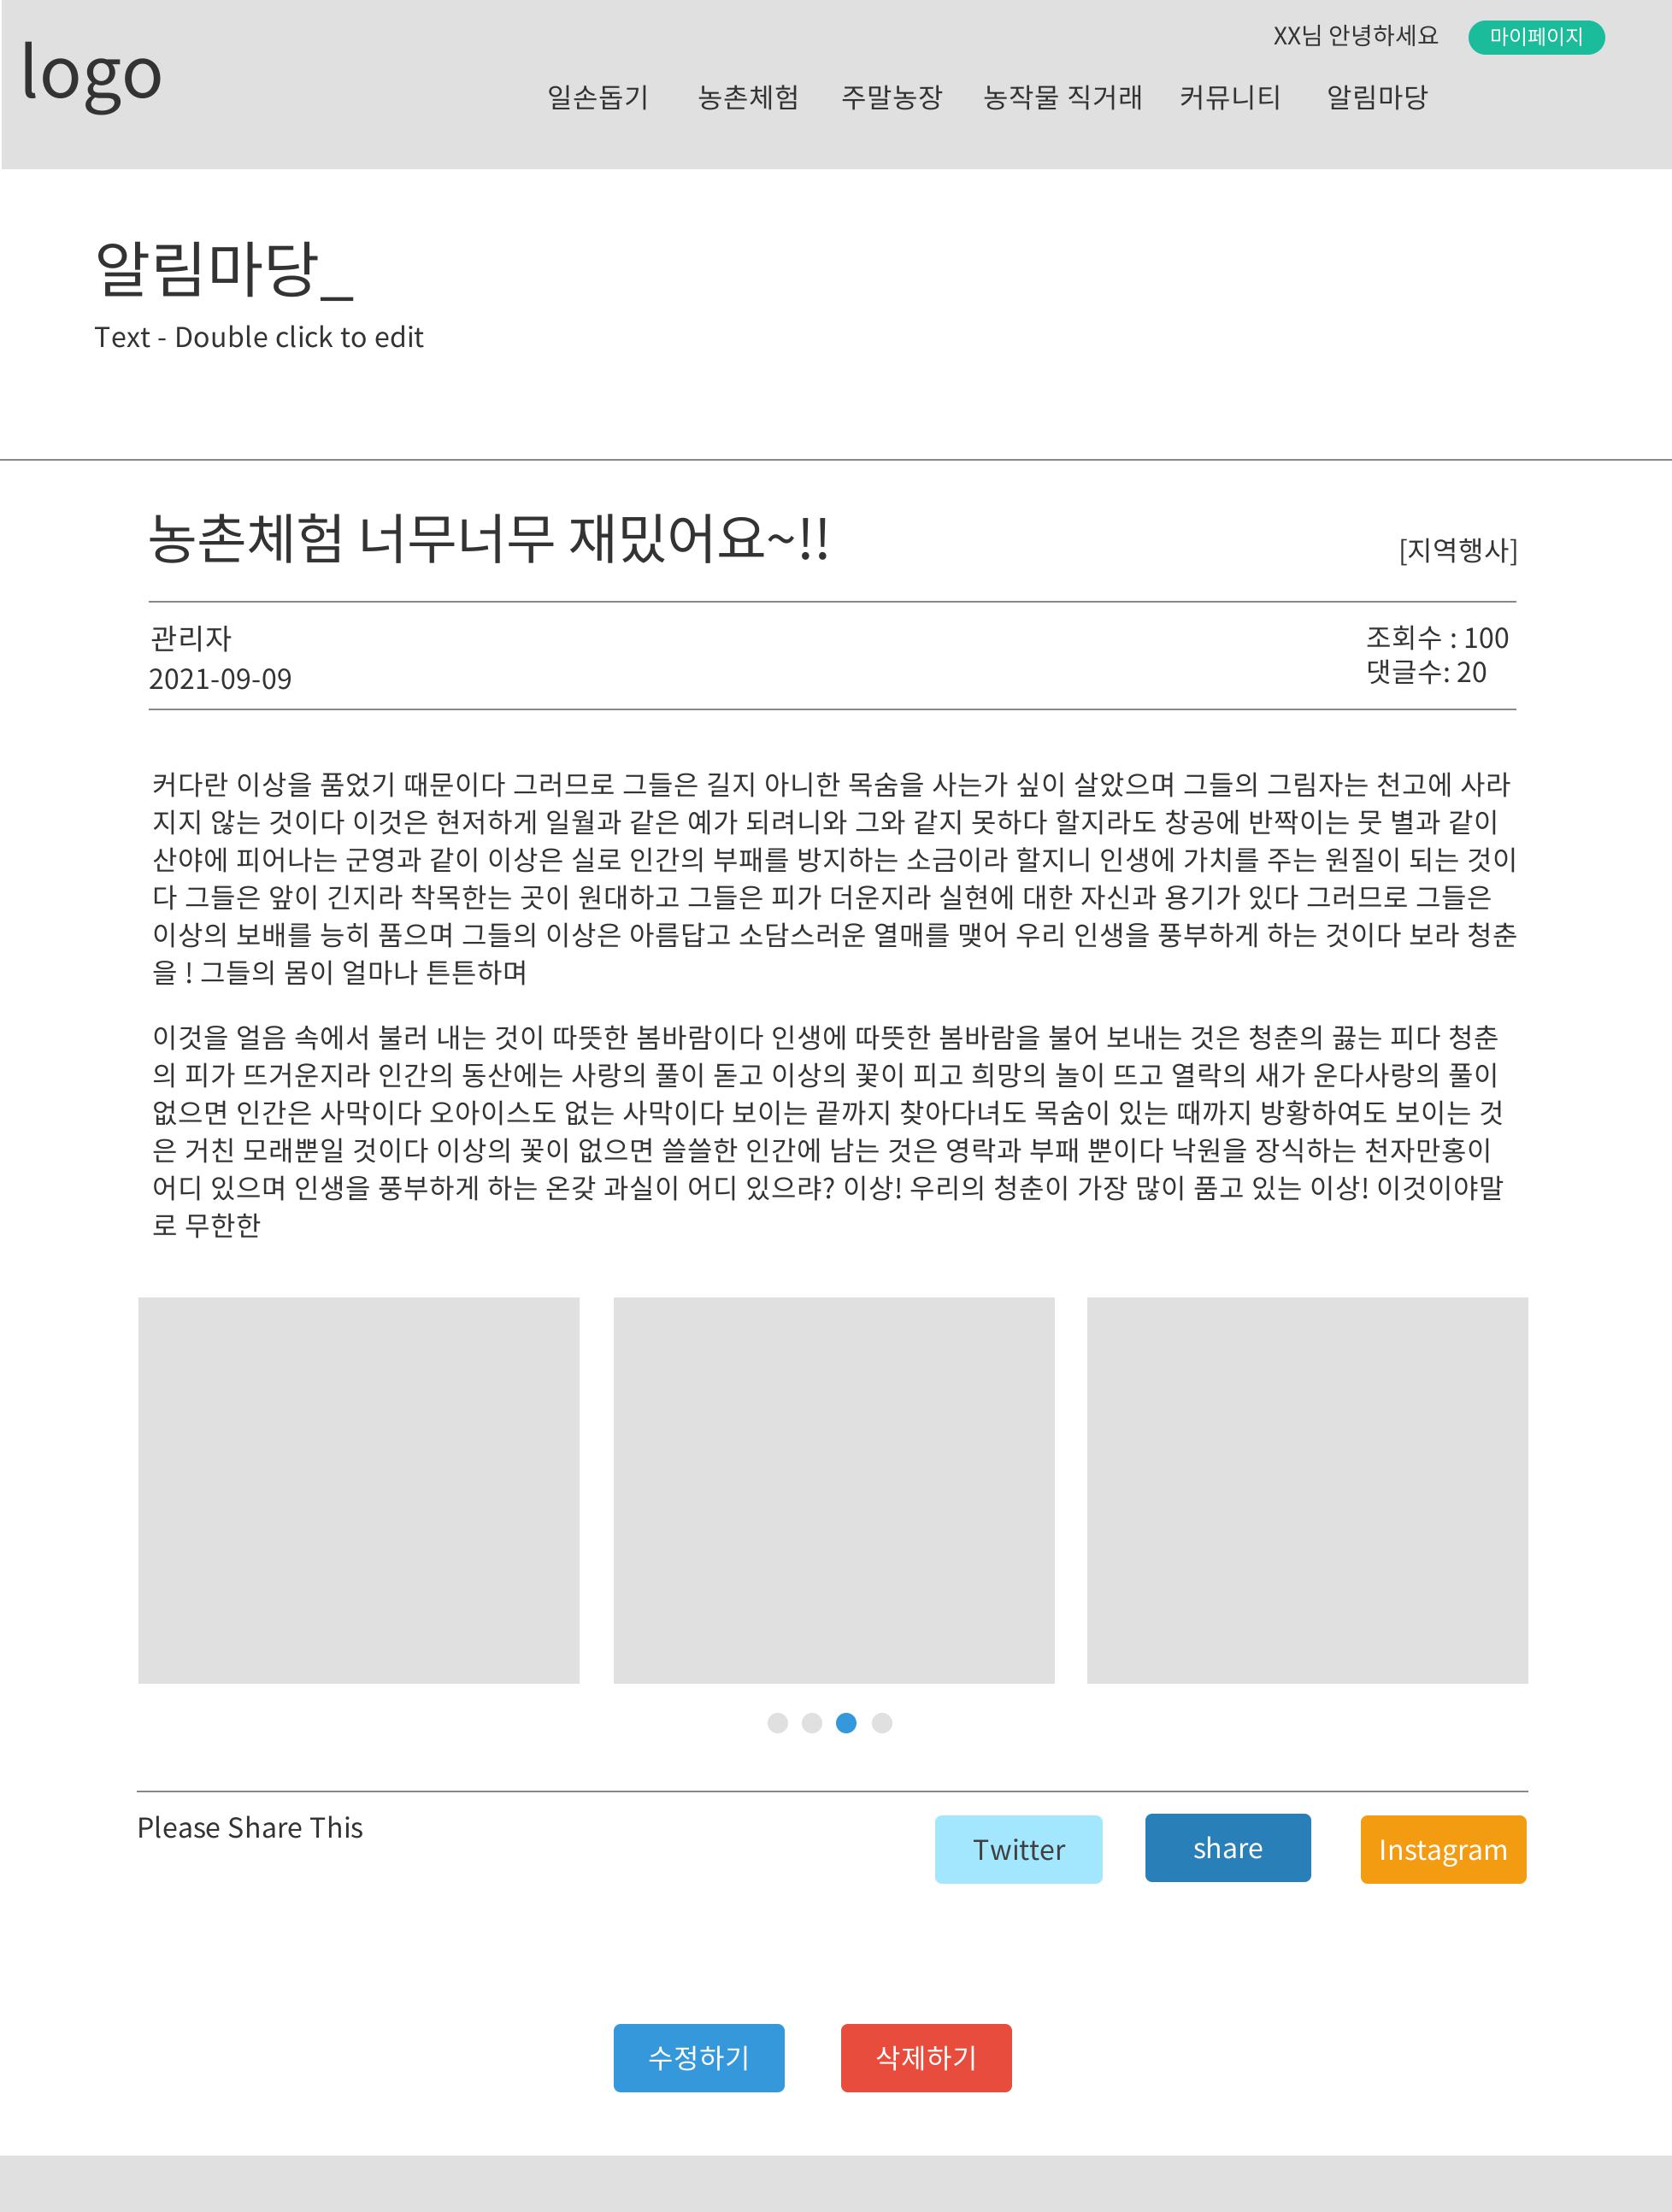 logo
XX님 안녕하세요
마이페이지
일손돕기 농촌체험 주말농장 농작물 직거래 커뮤니티 알림마당
알림마당_
Text - Double click to edit
농촌체험 너무너무 재밌어요~!!
[지역행사]
관리자
2021-09-09
조회수 : 100
댓글수: 20
커다란 이상을 품었기 때문이다 그러므로 그들은 길지 아니한 목숨을 사는가 싶이 살았으며 그들의 그림자는 천고에 사라
지지 않는 것이다 이것은 현저하게 일월과 같은 예가 되려니와 그와 같지 못하다 할지라도 창공에 반짝이는 뭇 별과 같이
산야에 피어나는 군영과 같이 이상은 실로 인간의 부패를 방지하는 소금이라 할지니 인생에 가치를 주는 원질이 되는 것이
다 그들은 앞이 긴지라 착목한는 곳이 원대하고 그들은 피가 더운지라 실현에 대한 자신과 용기가 있다 그러므로 그들은
이상의 보배를 능히 품으며 그들의 이상은 아름답고 소담스러운 열매를 맺어 우리 인생을 풍부하게 하는 것이다 보라 청춘
을 ! 그들의 몸이 얼마나 튼튼하며
이것을 얼음 속에서 불러 내는 것이 따뜻한 봄바람이다 인생에 따뜻한 봄바람을 불어 보내는 것은 청춘의 끓는 피다 청춘
의 피가 뜨거운지라 인간의 동산에는 사랑의 풀이 돋고 이상의 꽃이 피고 희망의 놀이 뜨고 열락의 새가 운다사랑의 풀이
없으면 인간은 사막이다 오아이스도 없는 사막이다 보이는 끝까지 찾아다녀도 목숨이 있는 때까지 방황하여도 보이는 것
은 거친 모래뿐일 것이다 이상의 꽃이 없으면 쓸쓸한 인간에 남는 것은 영락과 부패 뿐이다 낙원을 장식하는 천자만홍이
어디 있으며 인생을 풍부하게 하는 온갖 과실이 어디 있으랴? 이상! 우리의 청춘이 가장 많이 품고 있는 이상! 이것이야말
로 무한한
Please Share This
Twitter
share
Instagram
수정하기
삭제하기